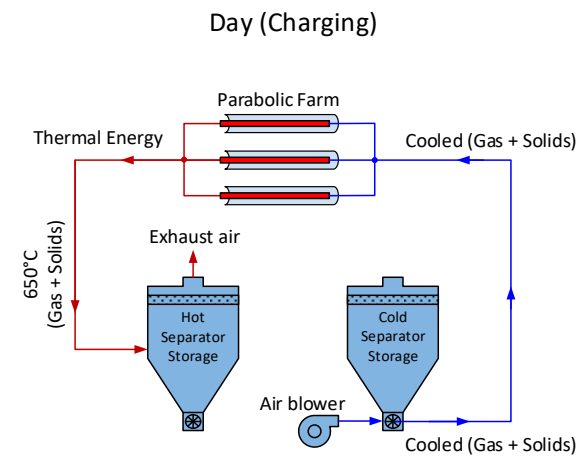 Day (Charging)
Parabolic Farm
Thermal Energy
Cooled (Gas + Solids)
650°C
(Gas + Solids)
Exhaust air
Hot
Separator
Storage
Cold
Separator
Storage
Air blower
Cooled (Gas + Solids)